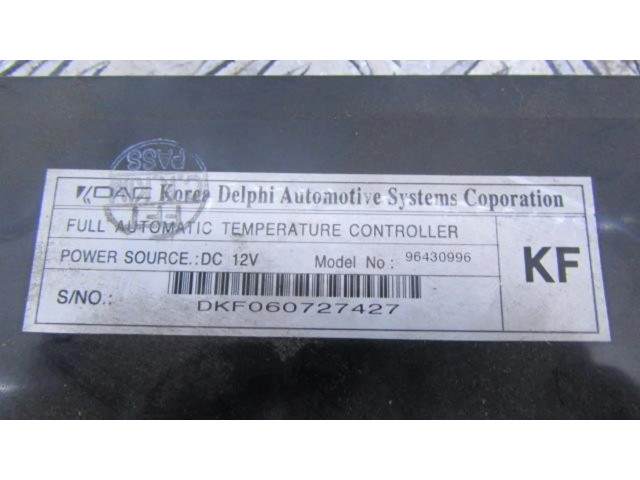 KDAC Korea Delphi Automotive Systems Coporation
FULL AUTOMATIC TEMPERATURE CONTROLLER
POWER SOURCE.:DC 12V Model No : 96430996
KF
S/NO.:
DKF060727427
PASS